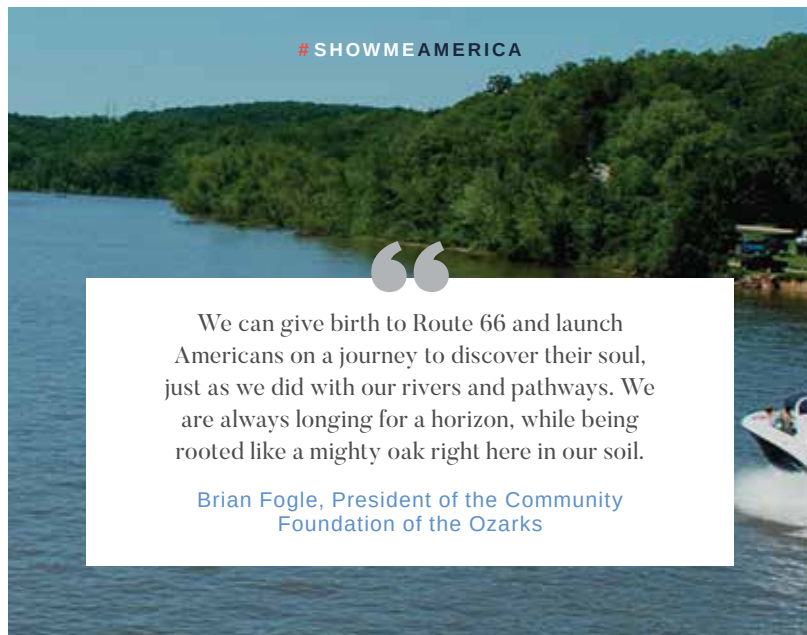 #SHOWMEAMERICA
“
We can give birth to Route 66 and launch
Americans on a journey to discover their soul,
just as we did with our rivers and pathways. We
are always longing for a horizon, while being
rooted like a mighty oak right here in our soil.
Brian Fogle, President of the Community
Foundation of the Ozarks